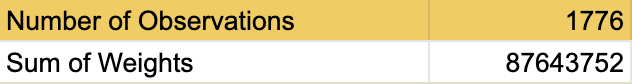 Number of Observations 1776
Sum of Weights 87643752